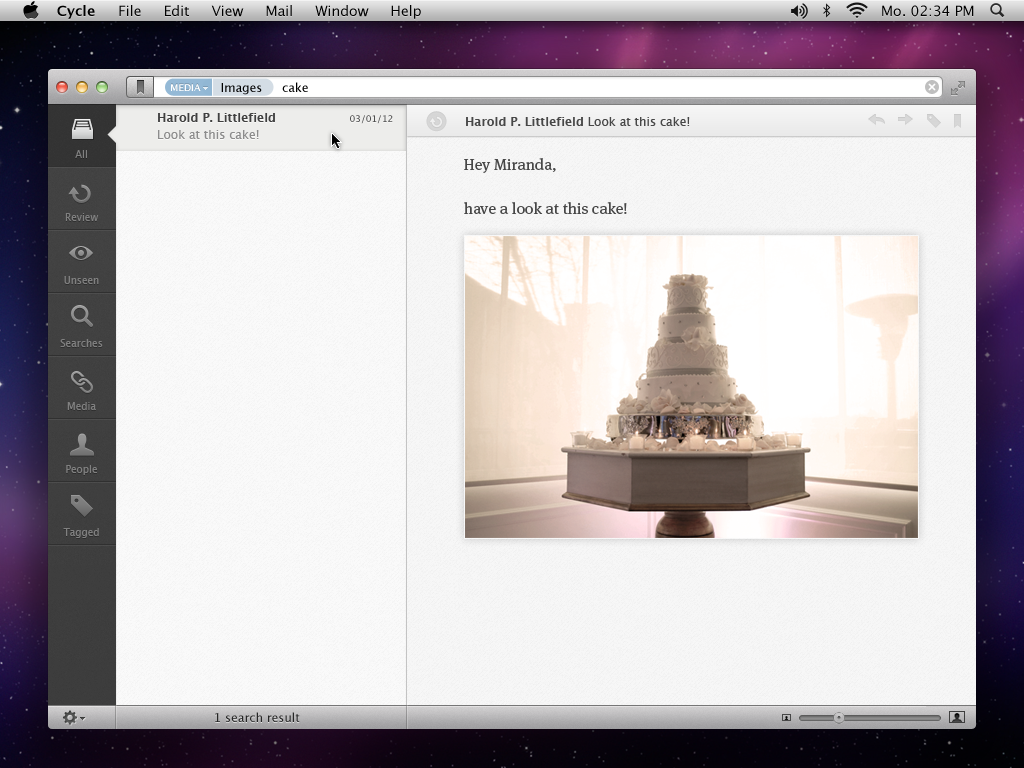 Cycle File Edit View Mail Window Help Mo. 02:34 PM
MEDIA Images cake
Harold P. Littlefield 03/01/12
Look at this cake!
Harold P. Littlefield Look at this cake!
All
Review
Unseen
Searches
Media
People
Tagged
Hey Miranda,
have a look at this cake!
1 search result